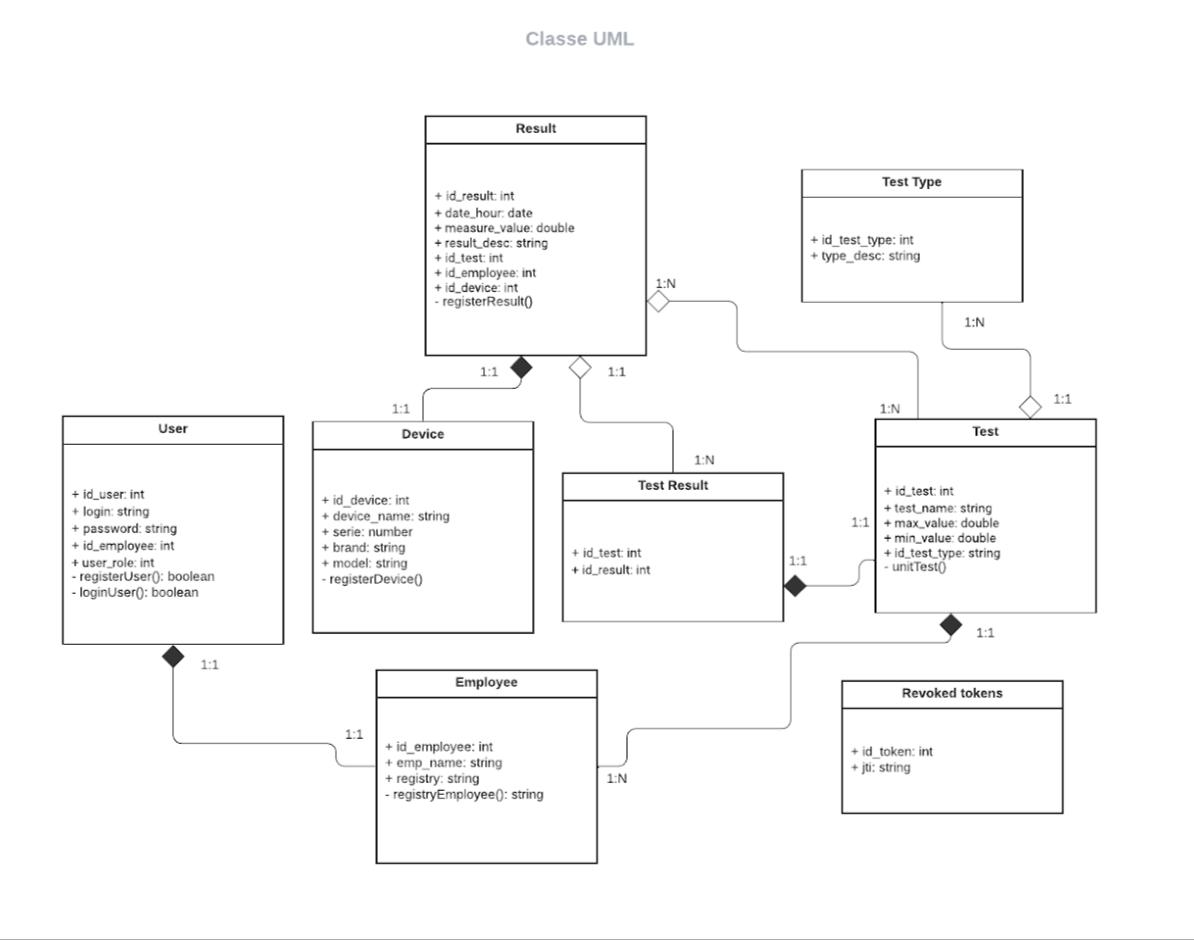 Classe UML
Result
+ id_result: int
+ date_hour: date
+ measure_value: double
+ result_desc: string
+ id_test: int
+ id_employee: int
+ id_device: int
- registerResult()
Test Type
+ id_test_type: int
+ type_desc: string
1:N
1:N
1:1
1:1
1:1
1:N
1:1
User
+ id_user: int
+ login: string
+ password: string
+ id_employee: int
+ user_role: int
- registerUser(): boolean
- loginUser(): boolean
Device
+ id_device: int
+ device_name: string
+ serie: number
+ brand: string
+ model: string
- registerDevice()
1:N
Test Result
+ id_test: int
+ id_result: int
1:1
1:1
Test
+ id_test: int
+ test_name: string
+ max_value: double
+ min_value: double
+ id_test_type: string
- unitTest()
1:1
1:1
1:1
1:N
Employee
+ id_employee: int
+ emp_name: string
+ registry: string
- registryEmployee(): string
Revoked tokens
+ id_token: int
+ jti: string